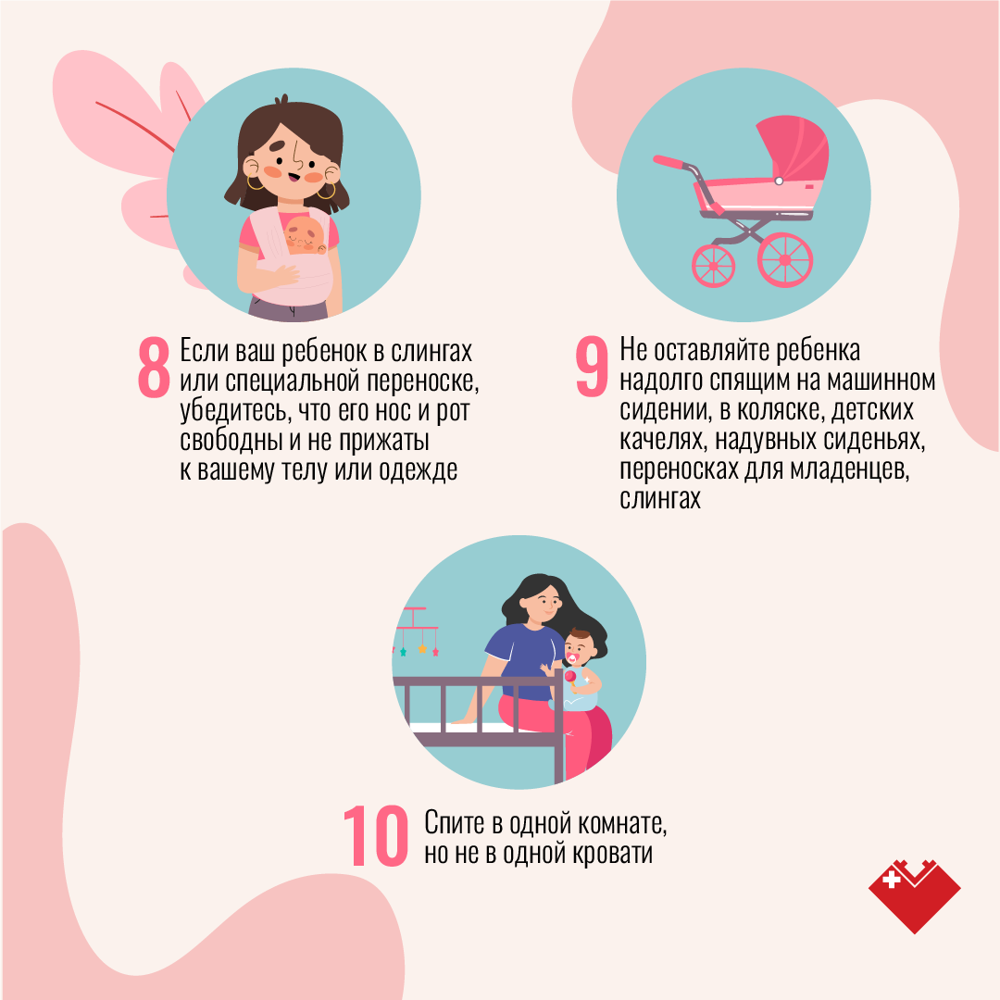 8
Если ваш ребенок в слингах
или специальной переноске,
убедитесь, что его нос и рот
свободны и не прижаты
к вашему телу или одежде
9
Не оставляйте ребенка
надолго спящим на машинном
сидении, в коляске, детских
качелях, надувных сиденьях,
переносках для младенцев,
слингах
10
Спите в одной комнате,
но не в одной кровати